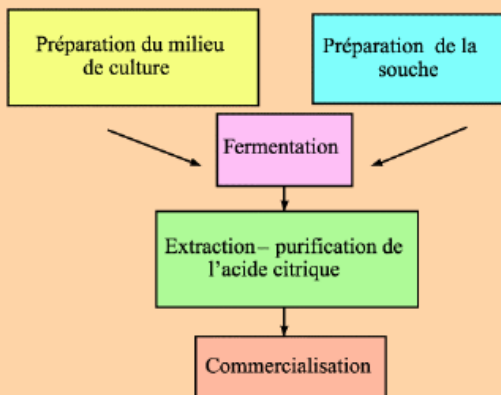 Préparation du milieu
de culture
Préparation de la
souche
Fermentation
Extraction– purification de
l’acide citrique
Commercialisation